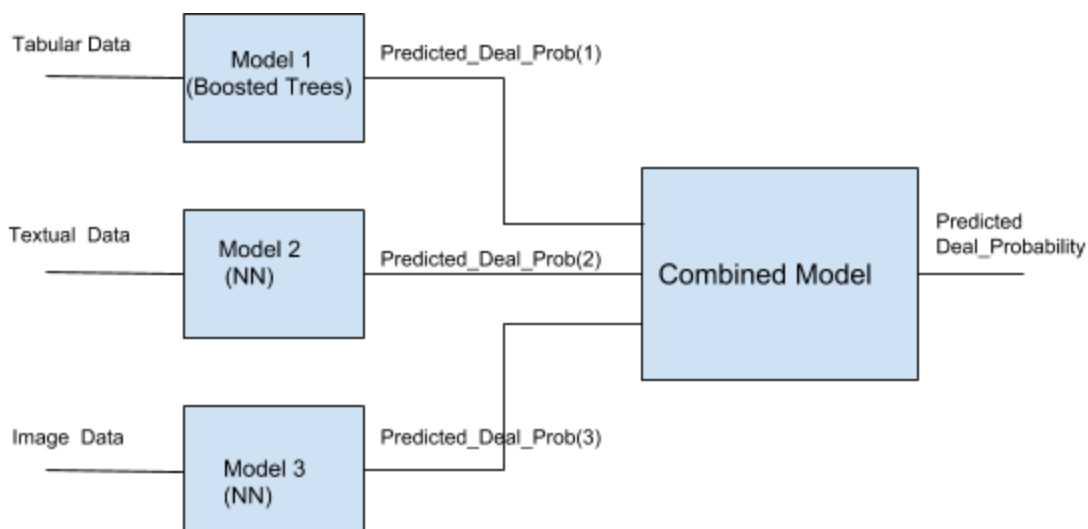 Tabular Data
Model 1
(Boosted Trees)
Predicted_Deal_Prob(1)
Textual Data
Model 2
(NN)
Predicted_Deal_Prob(2)
Combined Model
Predicted
Deal_Probability
Image Data
Model 3
(NN)
Predicted_Deal_Prob(3)